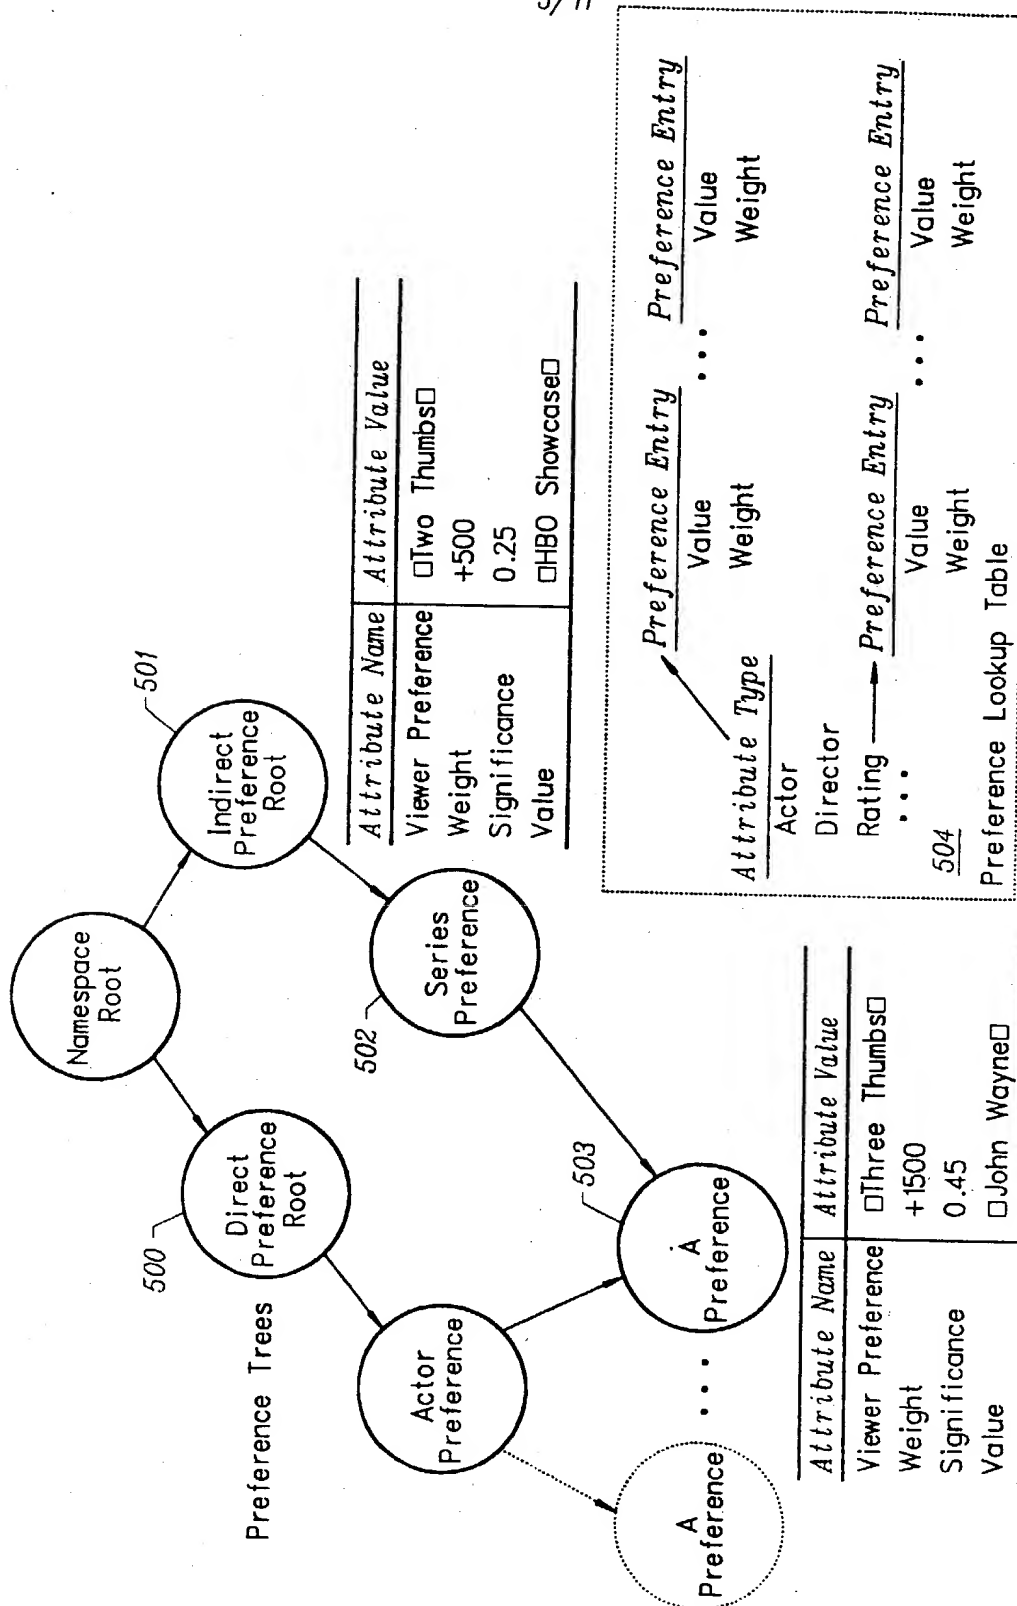 Preference Trees
Namespace
Root
500
Direct
Preference
Root
501
Indirect
Preference
Root
Actor
Preference
502
Series
Preference
A
Preference
• • •
503
A
Preference
Attribute Name Attribute Value
Viewer Preference □Two Thumbs□
Weight +500
Significance 0.25
Value □HBO Showcase□
Attribute Name Attribute Value
Viewer Preference □Three Thumbs□
Weight +1500
Significance 0.45
Value □John Wayne□
Attribute Type
Actor
Director
Rating
• • •
Preference Entry • • • Preference Entry
Value Value
Weight Weight
Preference Entry • • • Preference Entry
Value Value
Weight Weight
504
Preference Lookup Table